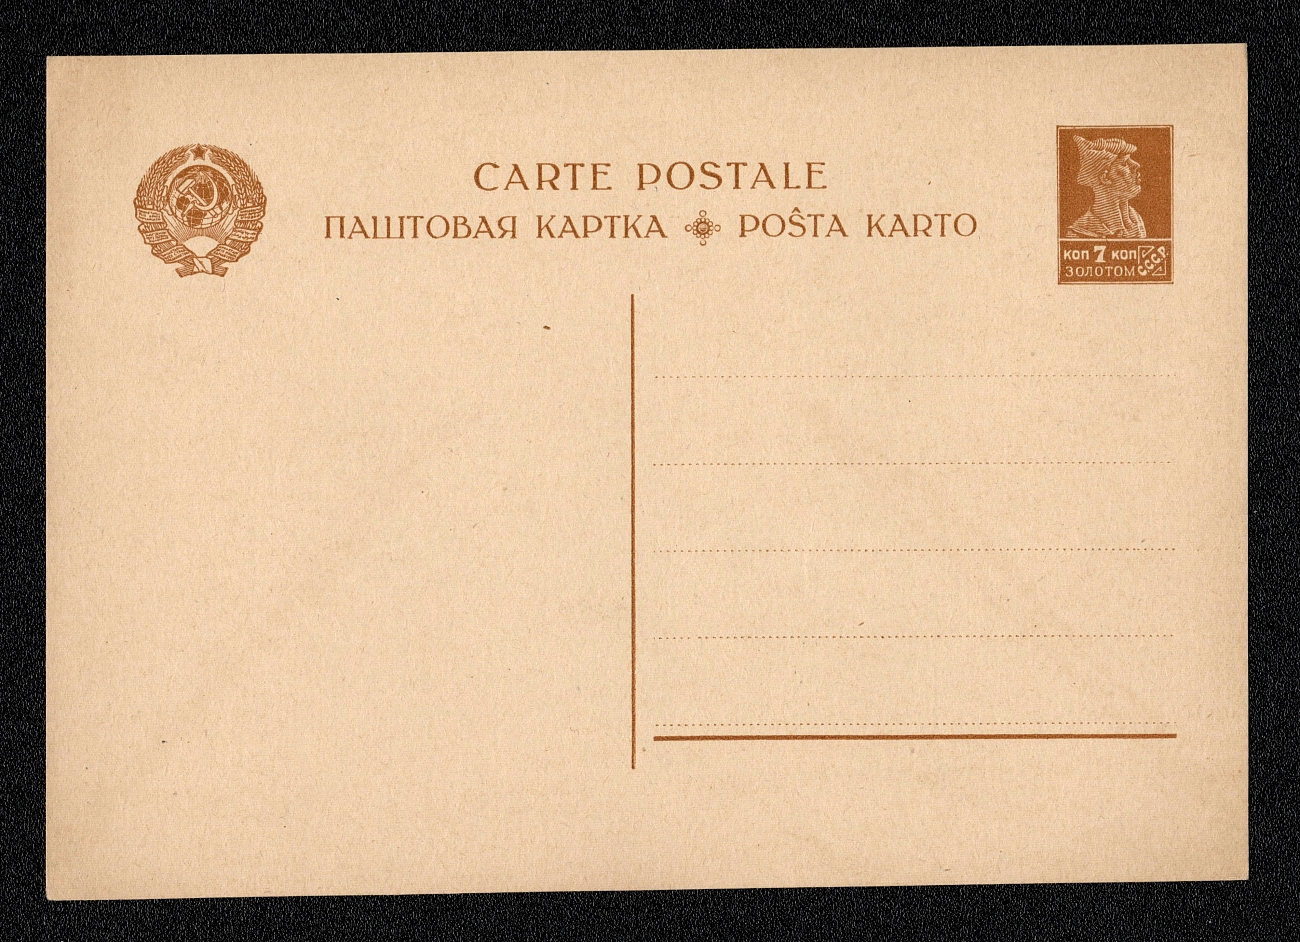 CARTE POSTALE
ПАШТОВАЯ КАРТКА POŜTA KARTO
КОП 7 КОП
ЗОЛОТОМ СССР